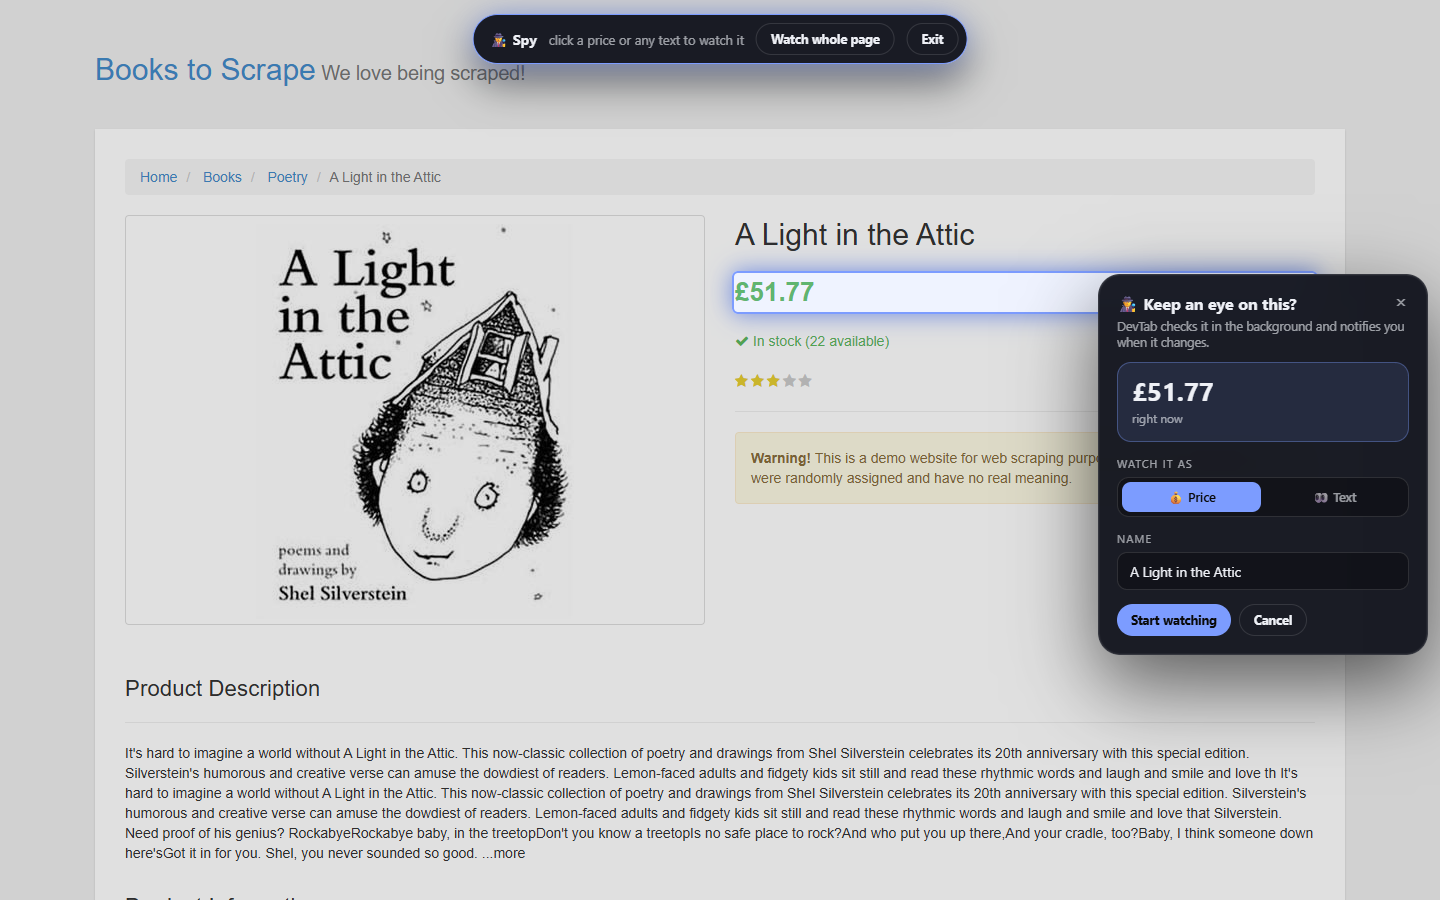 Spy click a price or any text to watch it Watch whole page Exit
Books to Scrape We love being scraped!
Home / Books / Poetry / A Light in the Attic
A Light
in the
Attic
poems and
drawings by
Shel Silverstein
A Light in the Attic
£51.77
In stock (22 available)
Warning! This is a demo website for web scraping
were randomly assigned and have no real meaning.
Keep an eye on this? ×
DevTab checks it in the background and notifies you
when it changes.
£51.77
right now
WATCH IT AS
Price Text
NAME
A Light in the Attic
Start watching Cancel
Product Description
It's hard to imagine a world without A Light in the Attic. This now-classic collection of poetry and drawings from Shel Silverstein celebrates its 20th anniversary with this special edition.
Silverstein's humorous and creative verse can amuse the dowdiest of readers. Lemon-faced adults and fidgety kids sit still and read these rhythmic words and laugh and smile and love th It's
hard to imagine a world without A Light in the Attic. This now-classic collection of poetry and drawings from Shel Silverstein celebrates its 20th anniversary with this special edition. Silverstein's
humorous and creative verse can amuse the dowdiest of readers. Lemon-faced adults and fidgety kids sit still and read these rhythmic words and laugh and smile and love that Silverstein.
Need proof of his genius? RockabyeRockabye baby, in the treetopDon't you know a treetopIs no safe place to rock?And who put you up there,And your cradle, too?Baby, I think someone down
here'sGot it in for you. Shel, you never sounded so good. ...more